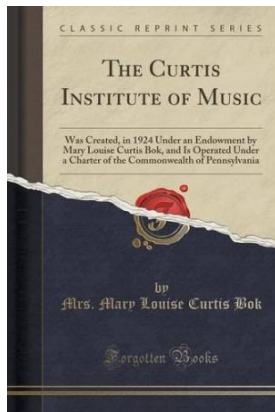 CLASSIC REPRINT SERIES
THE CURTIS
INSTITUTE OF MUSIC
Was Created, in 1924 Under an Endowment by
Mary Louise Curtis Bok, and Is Operated Under
a Charter of the Commonwealth of Pennsylvania
by
Mrs. Mary Louise Curtis Bok
Forgotten Books